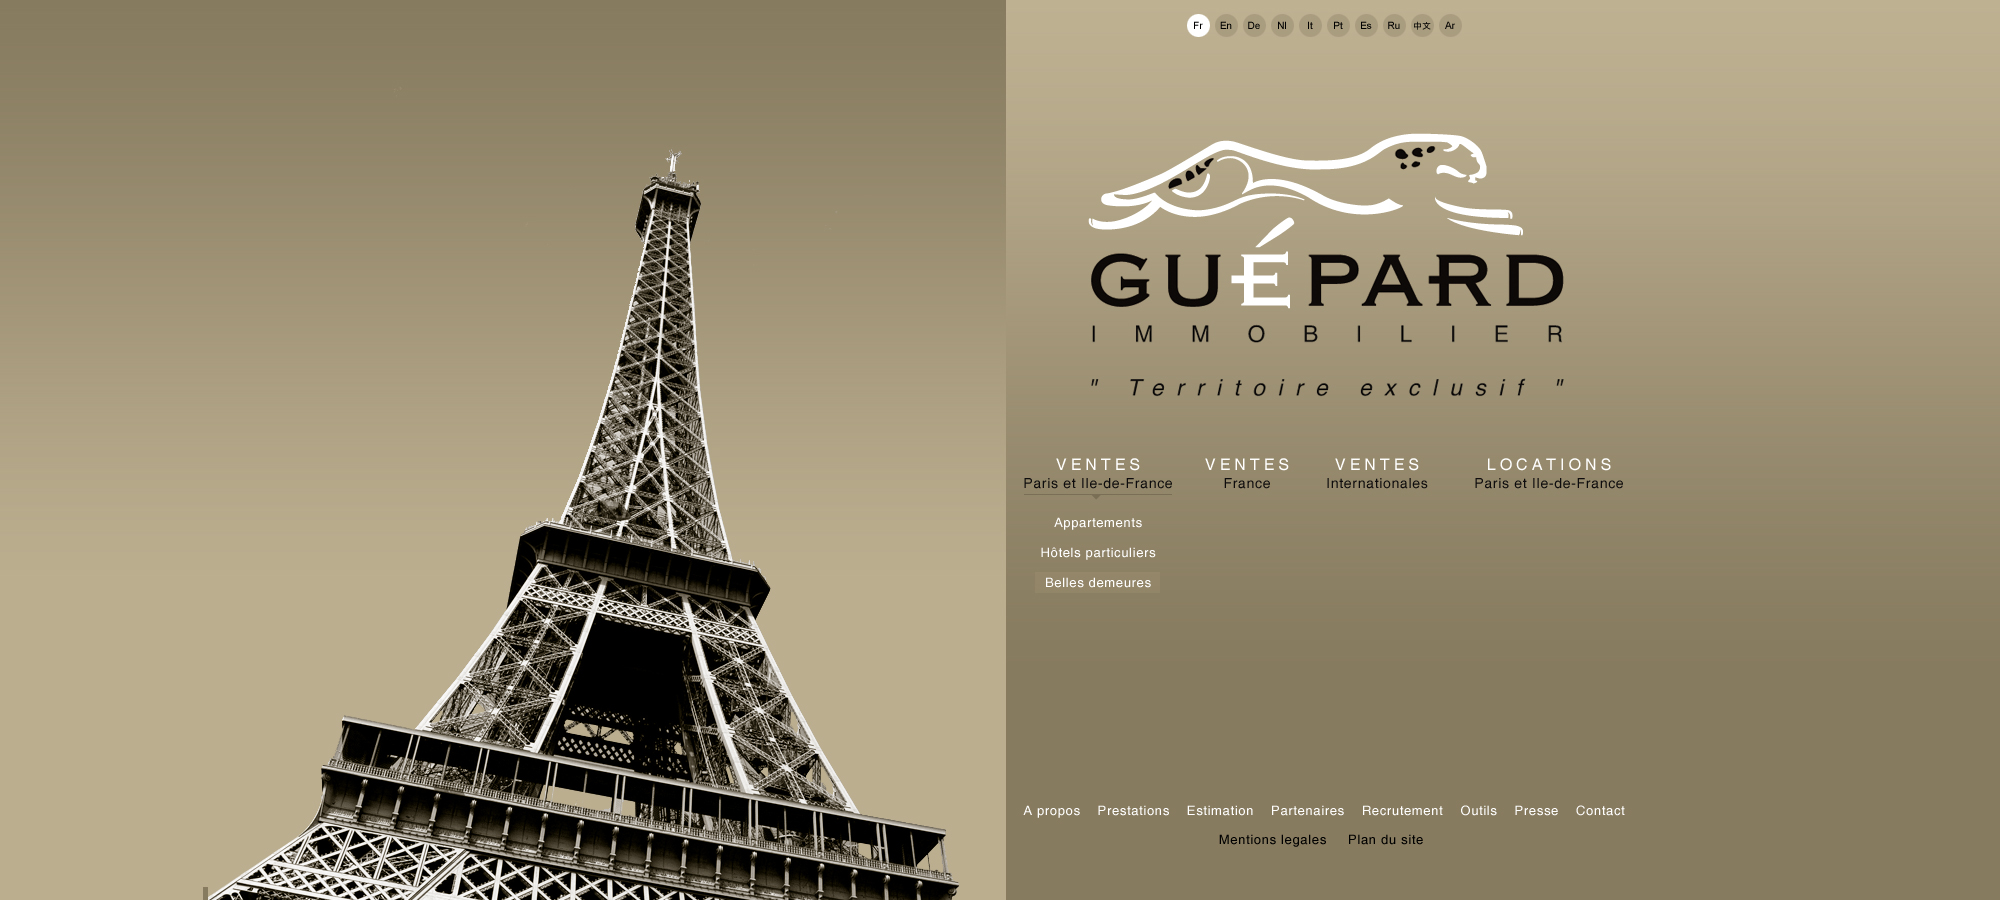 Fr En De Nl It Pt Es Ru 中文 Ar
GUÉPARD
IMMOBILIER
" Territoire exclusif "
VENTES
Paris et Ile-de-France
VENTES
France
VENTES
Internationales
LOCATIONS
Paris et Ile-de-France
Appartements
Hôtels particuliers
Belles demeures
A propos Prestations Estimation Partenaires Recrutement Outils Presse Contact
Mentions legales Plan du site